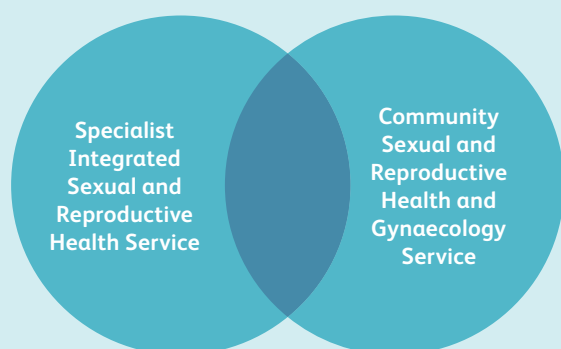 Specialist
Integrated
Sexual and
Reproductive
Health Service
Community
Sexual and
Reproductive
Health and
Gynaecology
Service